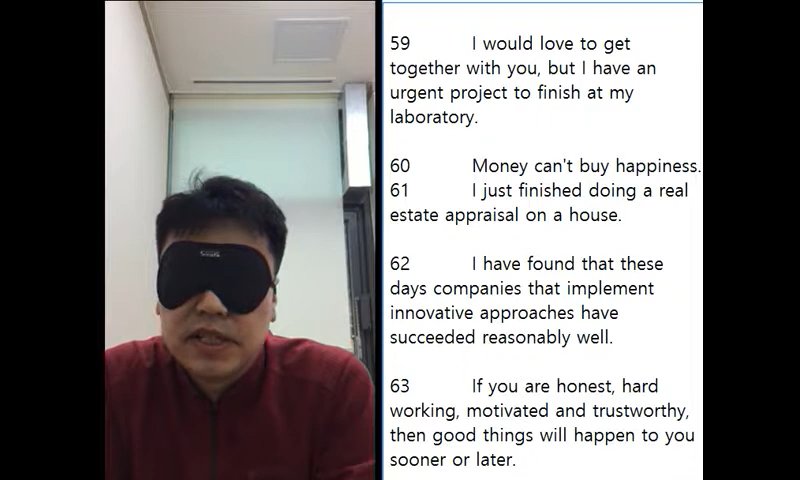 59 I would love to get
together with you, but I have an
urgent project to finish at my
laboratory.
60 Money can't buy happiness.
61 I just finished doing a real
estate appraisal on a house.
62 I have found that these
days companies that implement
innovative approaches have
succeeded reasonably well.
63 If you are honest, hard
working, motivated and trustworthy,
then good things will happen to you
sooner or later.